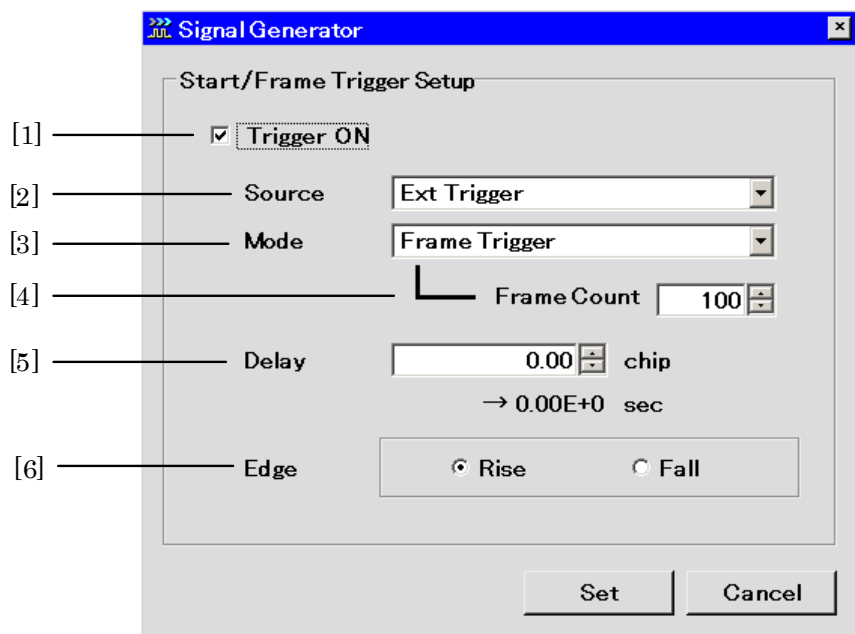 Signal Generator
Start/Frame Trigger Setup
[1] Trigger ON
[2] Source Ext Trigger
[3] Mode Frame Trigger
[4] Frame Count 100
[5] Delay 0.00 chip
→ 0.00E+0 sec
[6] Edge Rise Fall
Set Cancel